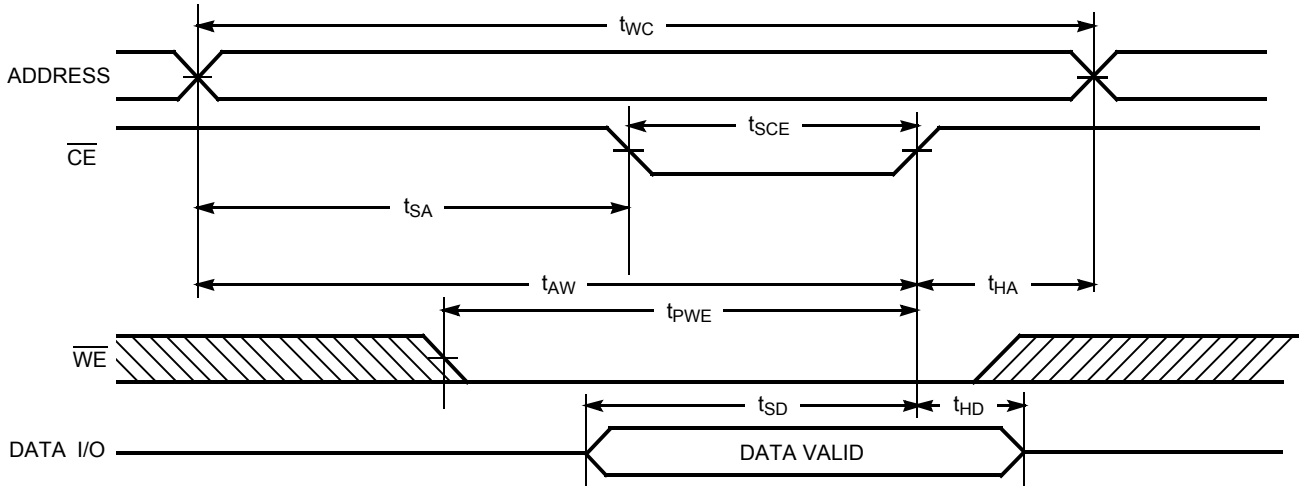 tWC
ADDRESS
tSCE
CE
tSA
tAW
tHA
tPWE
WE
tSD
tHD
DATA I/O
DATA VALID